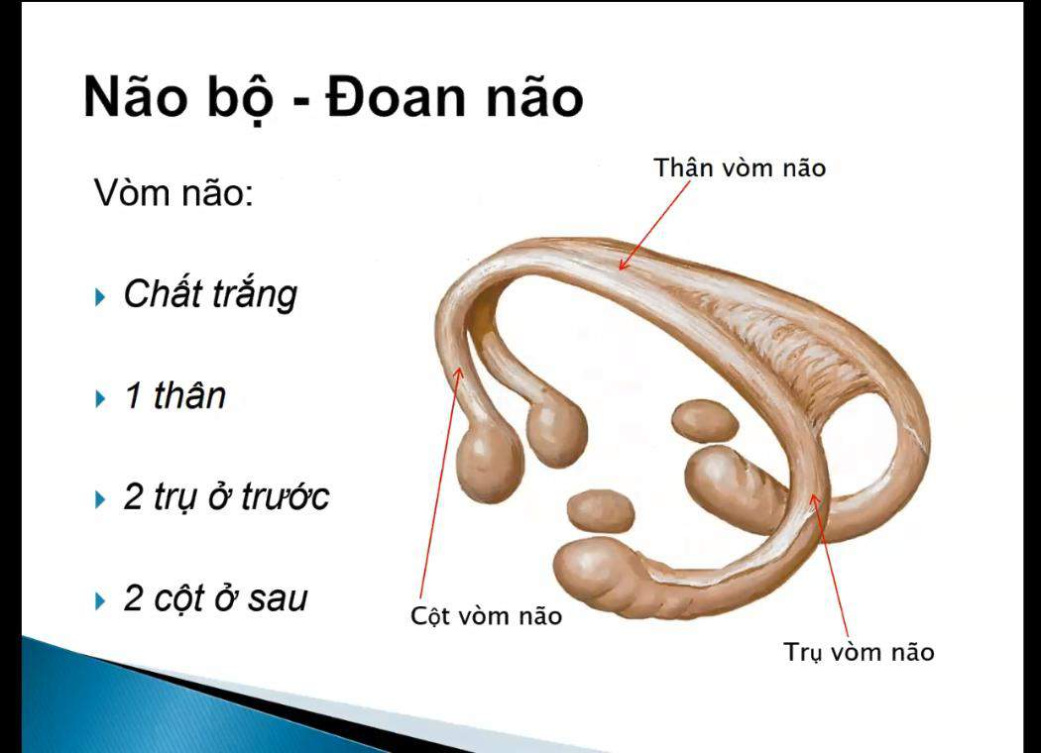 Não bộ - Đoan não
Vòm não:
Chất trắng
1 thân
2 trụ ở trước
2 cột ở sau
Thân vòm não
Cột vòm não
Trụ vòm não